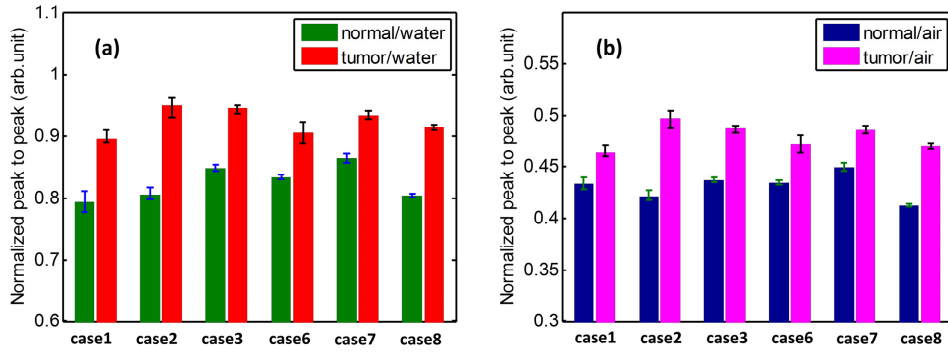 (a)
normal/water
tumor/water
Normalized peak to peak (arb.unit)
1.1
1
0.9
0.8
0.7
0.6
case1 case2 case3 case6 case7 case8
(b)
normal/air
tumor/air
Normalized peak to peak (arb.unit)
0.55
0.5
0.45
0.4
0.35
0.3
case1 case2 case3 case6 case7 case8